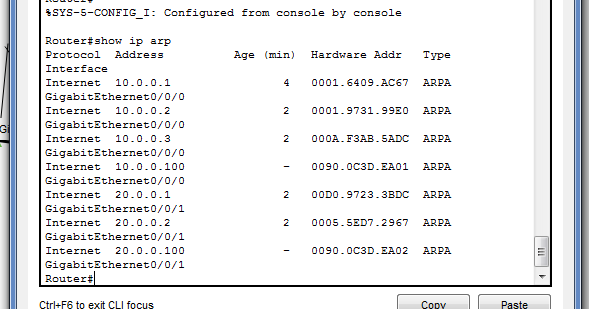 Router#
%SYS-5-CONFIG_I: Configured from console by console
Router#show ip arp
Protocol  Address          Age (min)  Hardware Addr   Type
Interface
Internet  10.0.0.1                4   0001.6409.AC67  ARPA
GigabitEthernet0/0/0
Internet  10.0.0.2                2   0001.9731.99E0  ARPA
GigabitEthernet0/0/0
Internet  10.0.0.3                2   000A.F3AB.5ADC  ARPA
GigabitEthernet0/0/0
Internet  10.0.0.100              -   0090.0C3D.EA01  ARPA
GigabitEthernet0/0/0
Internet  20.0.0.1                2   00D0.9723.3BDC  ARPA
GigabitEthernet0/0/1
Internet  20.0.0.2                2   0005.5ED7.2967  ARPA
GigabitEthernet0/0/1
Internet  20.0.0.100              -   0090.0C3D.EA02  ARPA
GigabitEthernet0/0/1
Router#
Gi
Ctrl+F6 to exit CLI focus
Copy
Paste